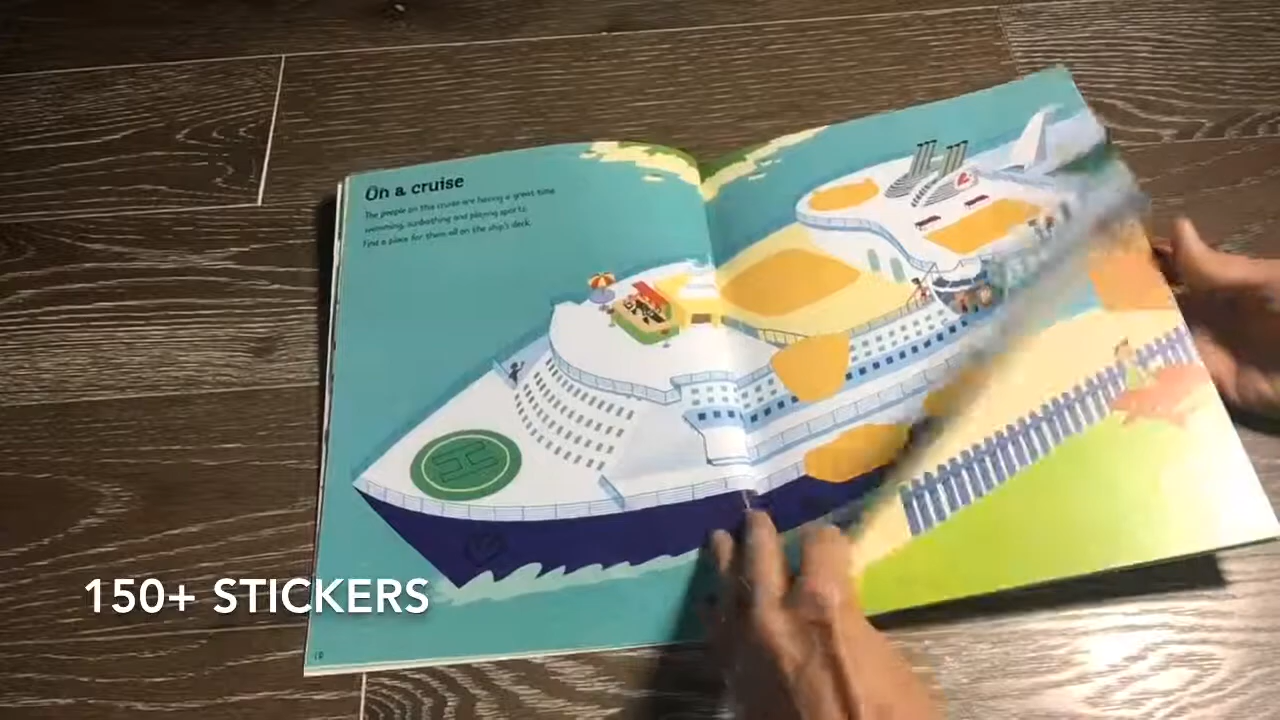 On a cruise
The people on this cruise are having a great time
swimming, sunbathing and playing sports.
Find a place for them all on the ship's deck.
H
150+ STICKERS